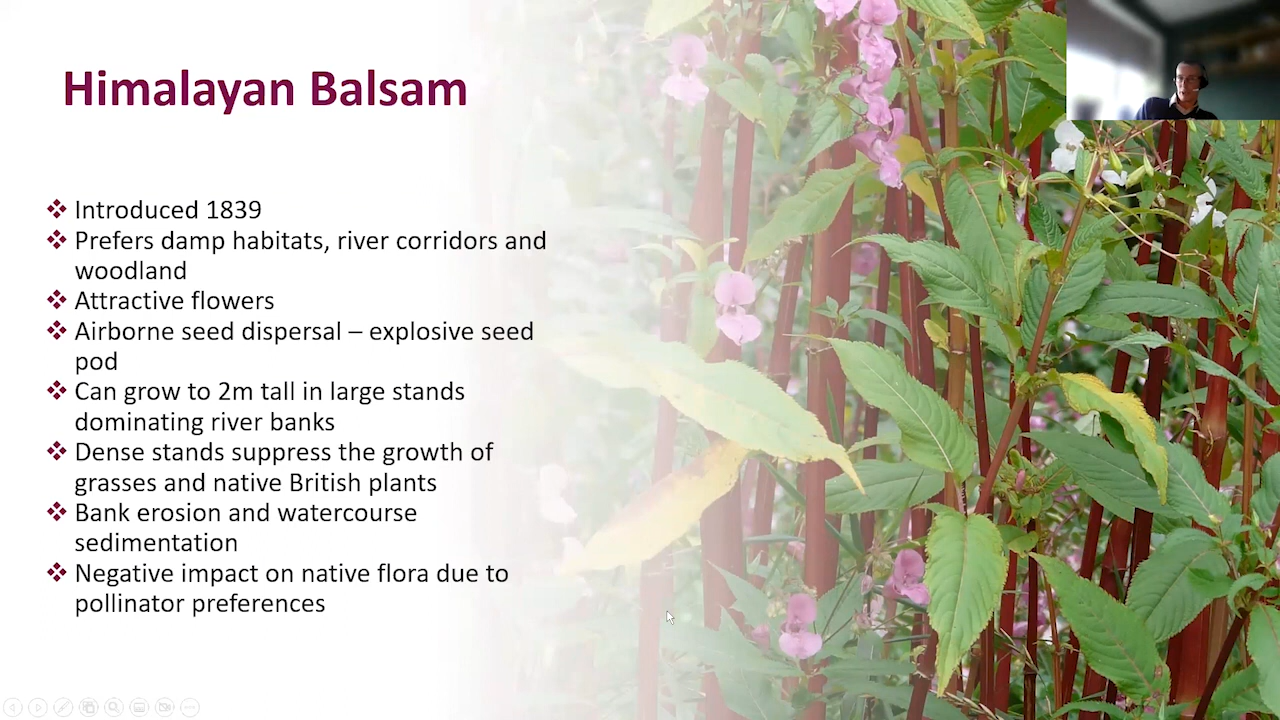 Himalayan Balsam
❖ Introduced 1839
❖ Prefers damp habitats, river corridors and
woodland
❖ Attractive flowers
❖ Airborne seed dispersal – explosive seed
pod
❖ Can grow to 2m tall in large stands
dominating river banks
❖ Dense stands suppress the growth of
grasses and native British plants
❖ Bank erosion and watercourse
sedimentation
❖ Negative impact on native flora due to
pollinator preferences